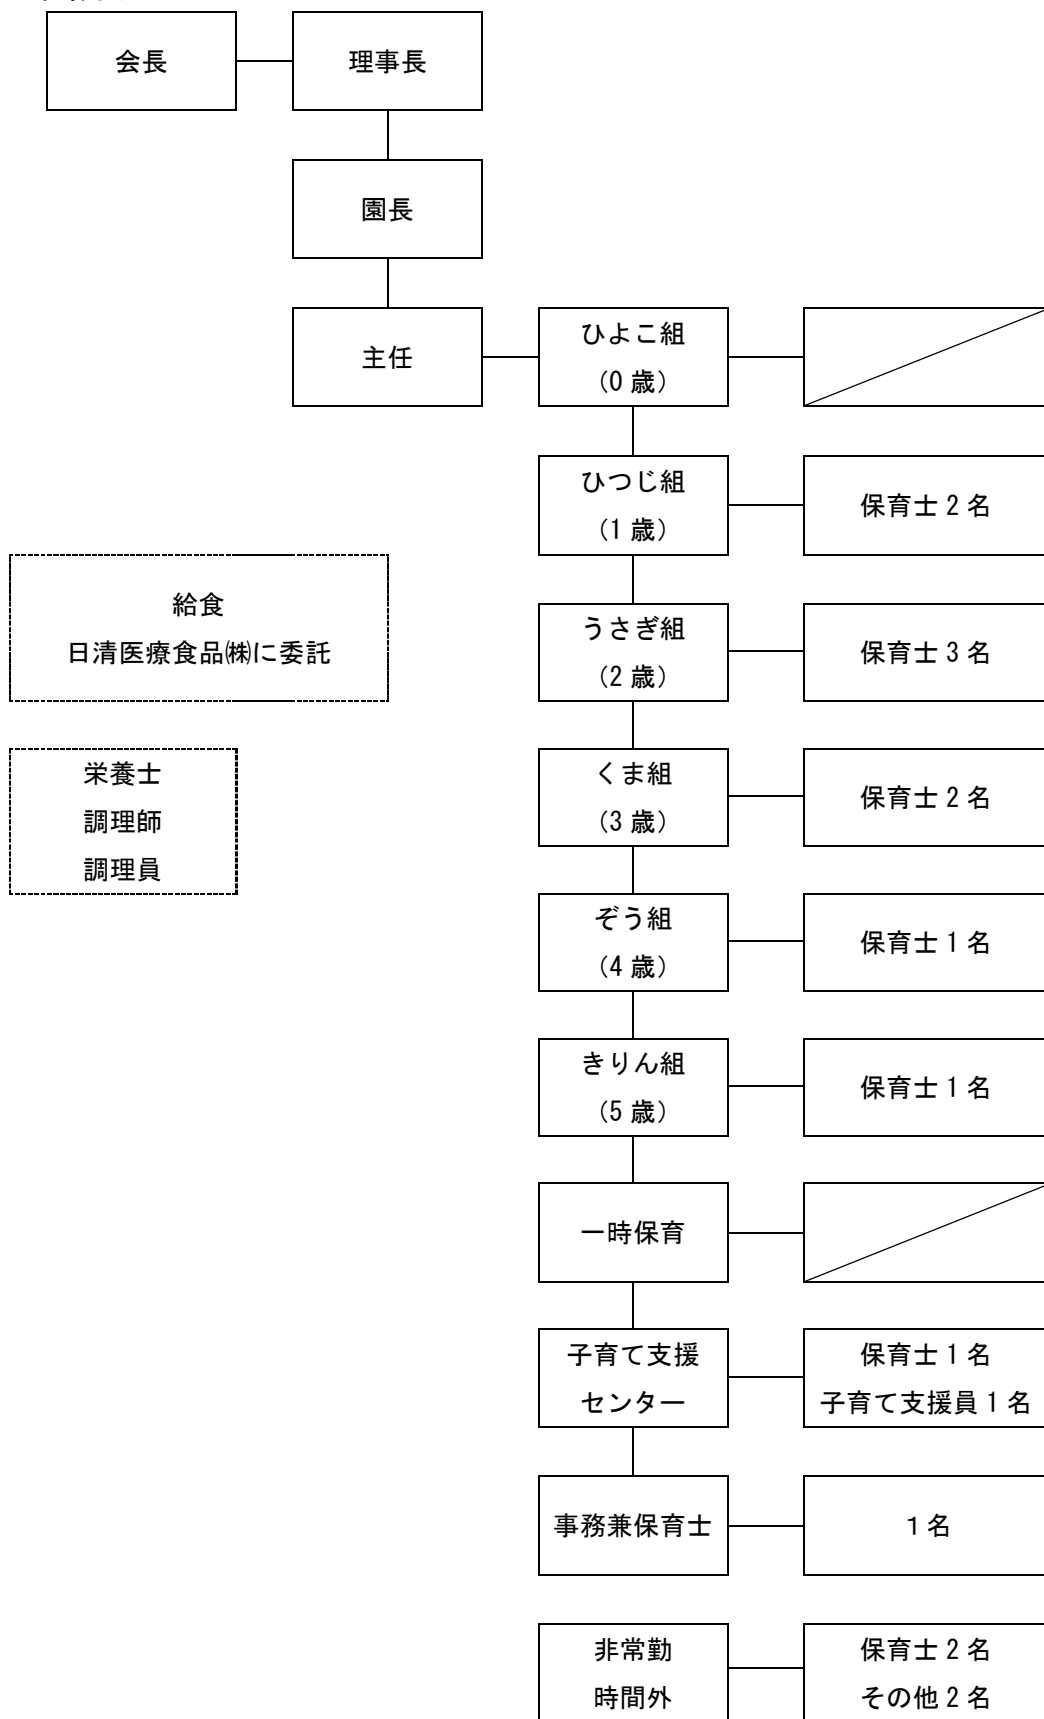 会長
理事長
園長
主任
ひよこ組
(0 歳)
ひつじ組
(1 歳)
保育士 2 名
給食
日清医療食品㈱に委託
うさぎ組
(2 歳)
保育士 3 名
栄養士
調理師
調理員
くま組
(3 歳)
保育士 2 名
ぞう組
(4 歳)
保育士 1 名
きりん組
(5 歳)
保育士 1 名
一時保育
子育て支援
センター
保育士 1 名
子育て支援員 1 名
事務兼保育士
1 名
非常勤
時間外
保育士 2 名
その他 2 名